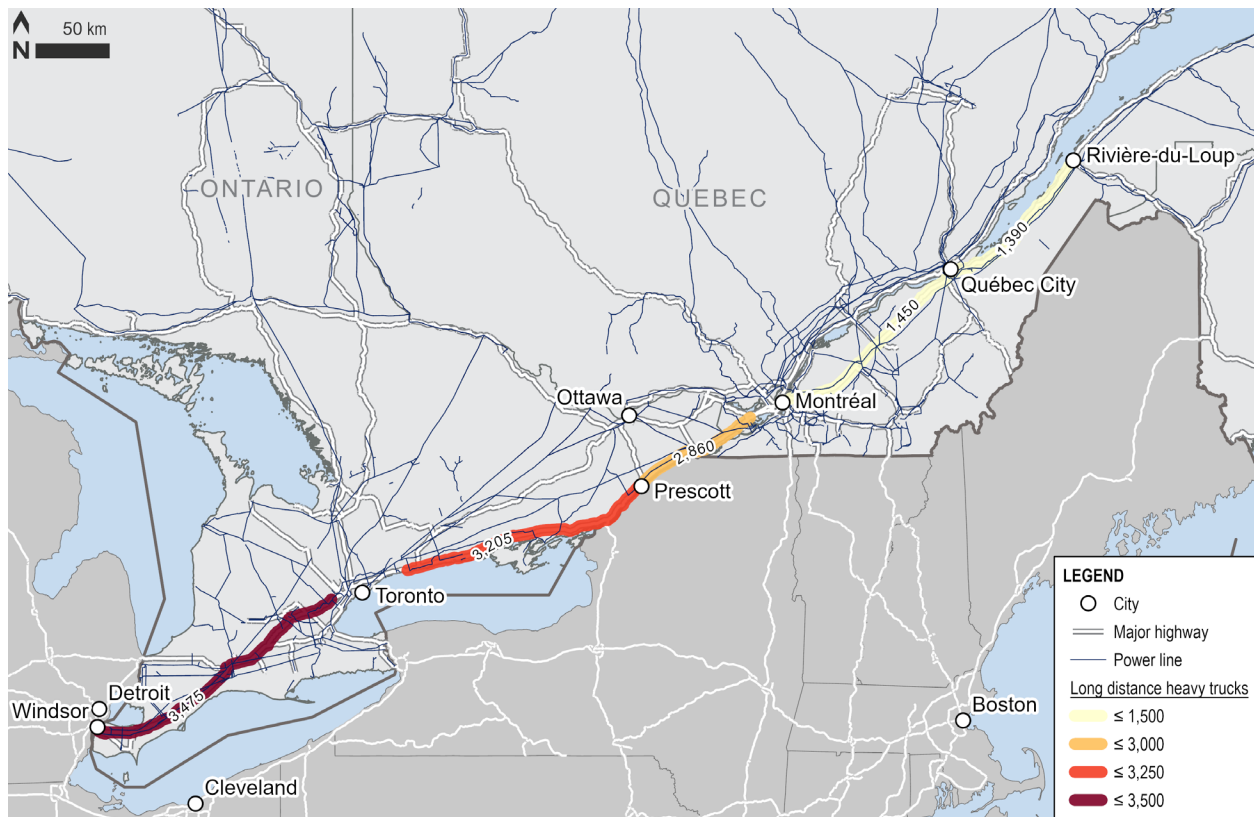 50 km
N
ONTARIO
QUEBEC
Rivière-du-Loup
1,390
Québec City
1,450
Ottawa
Montréal
2,860
Prescott
3,205
Toronto
Detroit
Windsor
3,475
Cleveland
Boston
LEGEND
City
Major highway
Power line
Long distance heavy trucks
≤ 1,500
≤ 3,000
≤ 3,250
≤ 3,500